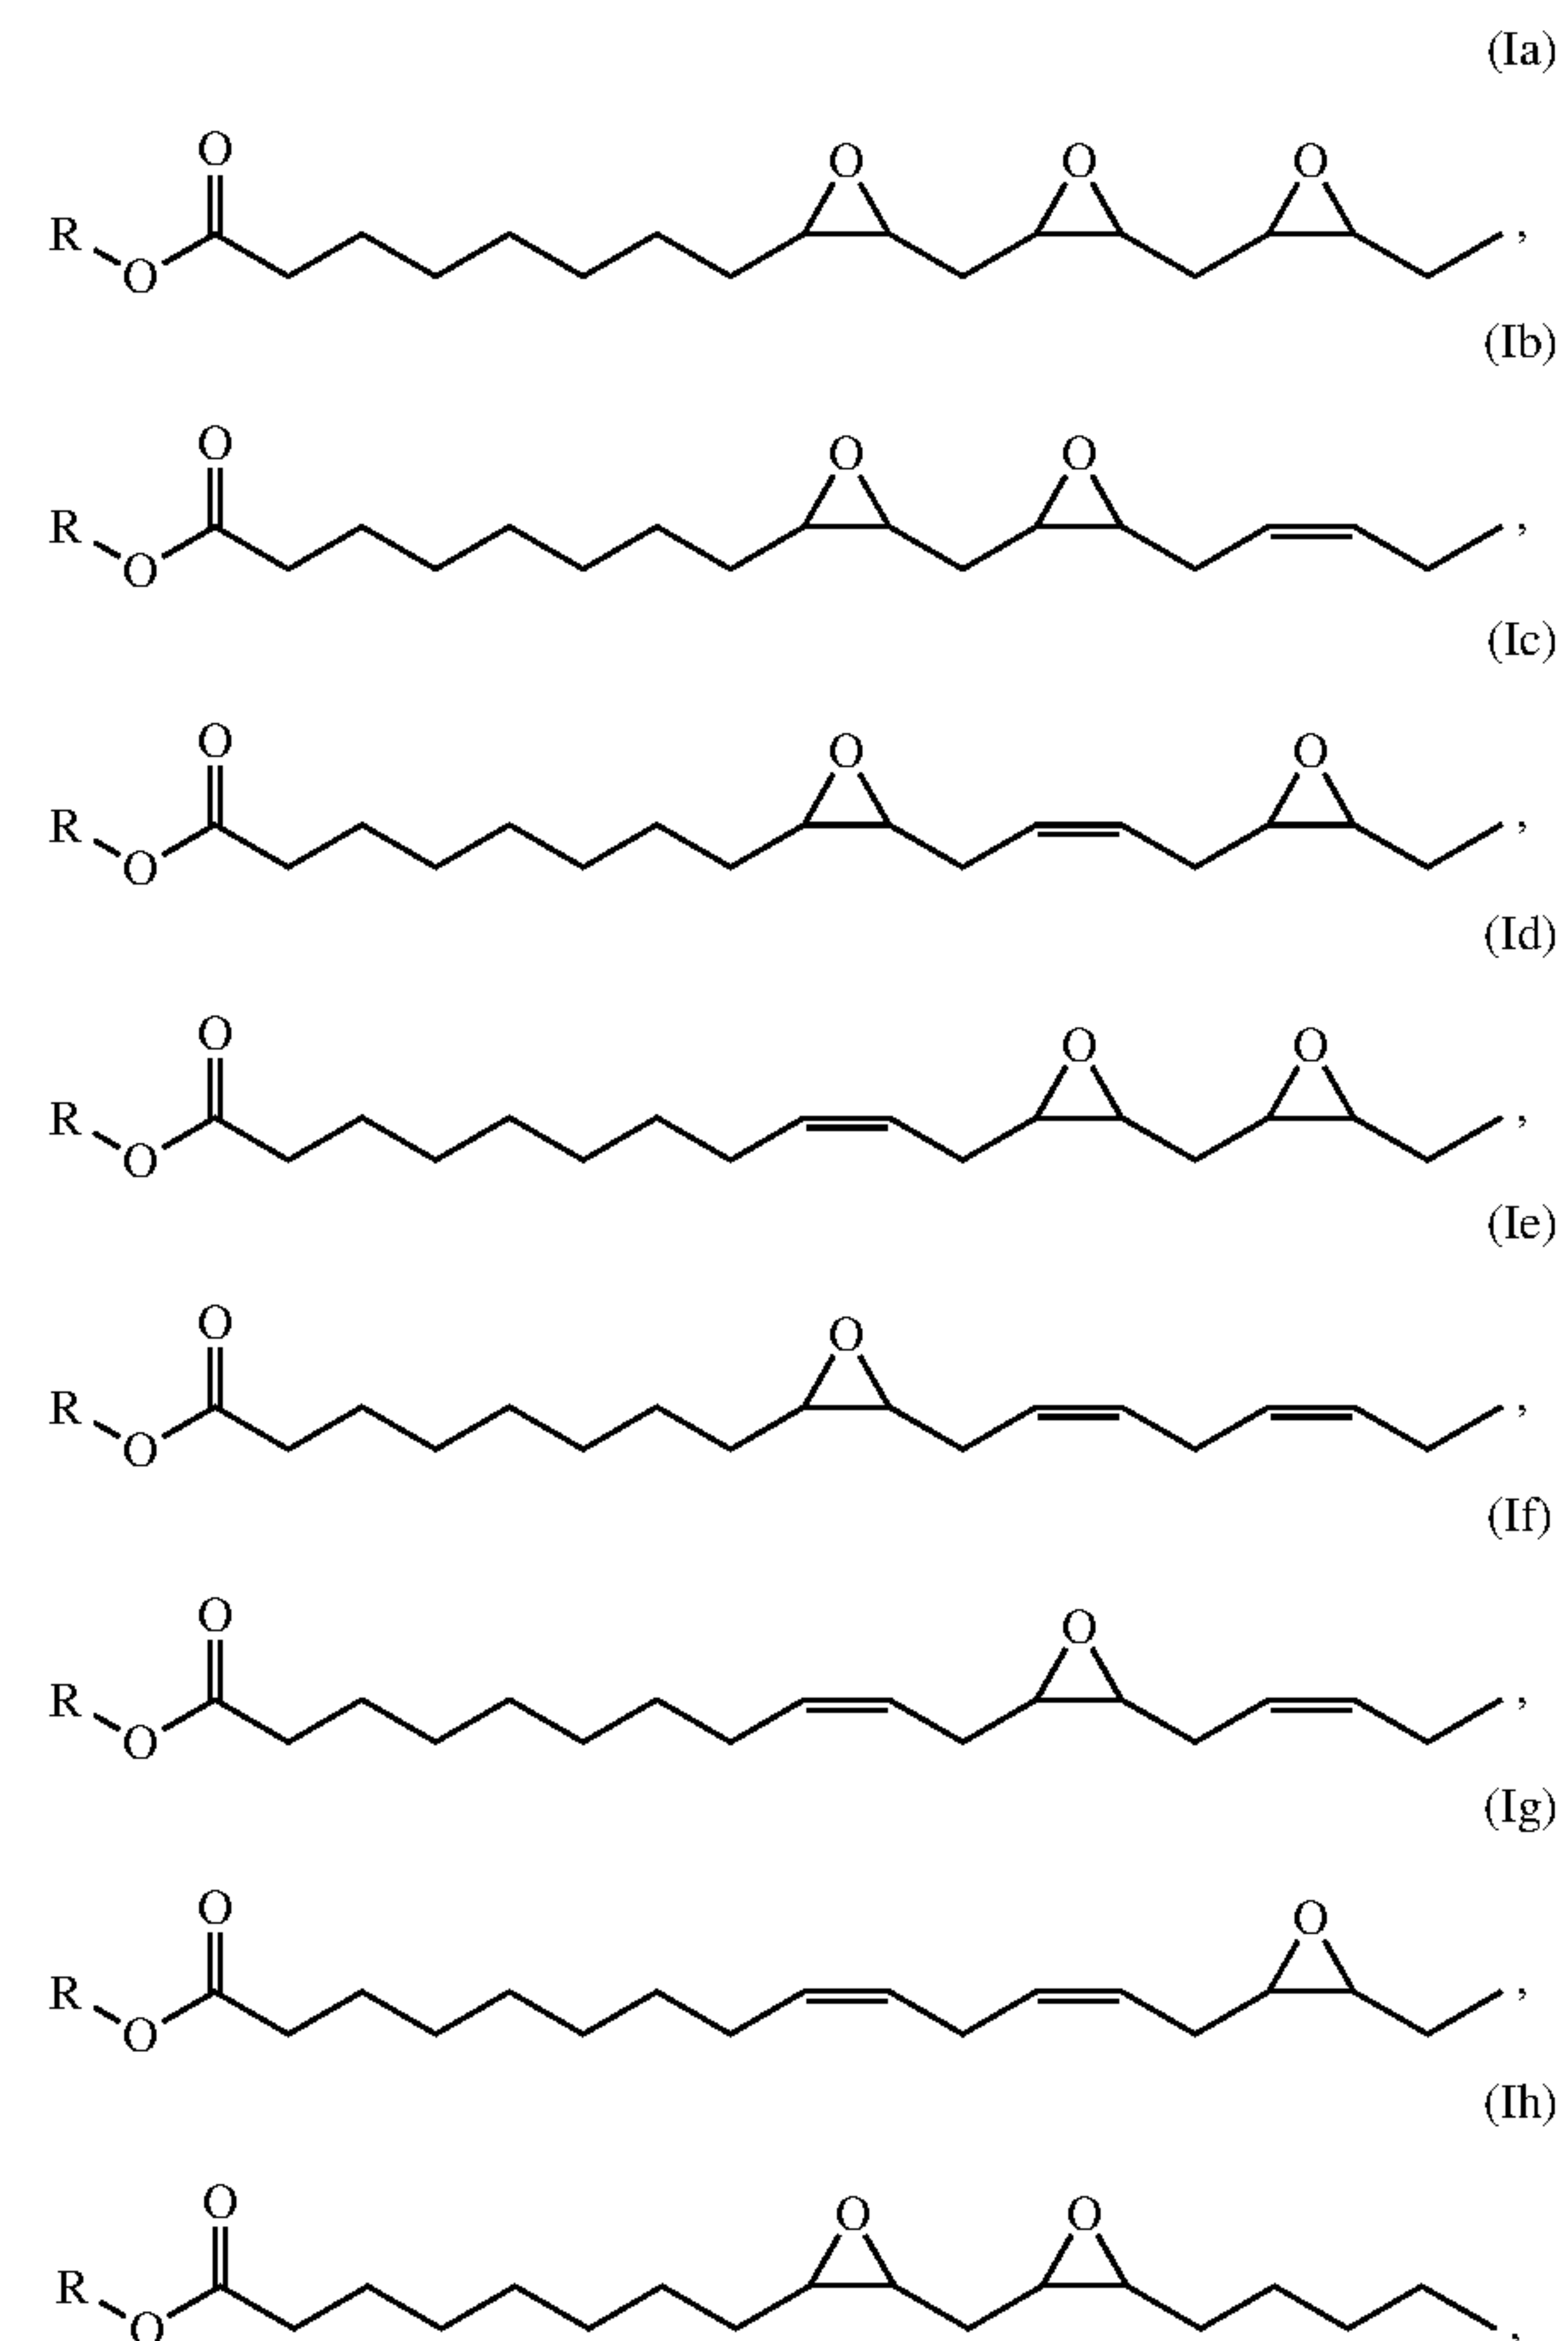 (Ia)
O O O O
R O ,
(Ib)
O O O
R O ,
(Ic)
O O O
R O ,
(Id)
O O O
R O ,
(Ie)
O O
R O ,
(If)
O O
R O ,
(Ig)
O O
R O ,
(Ih)
O O O
R O ,